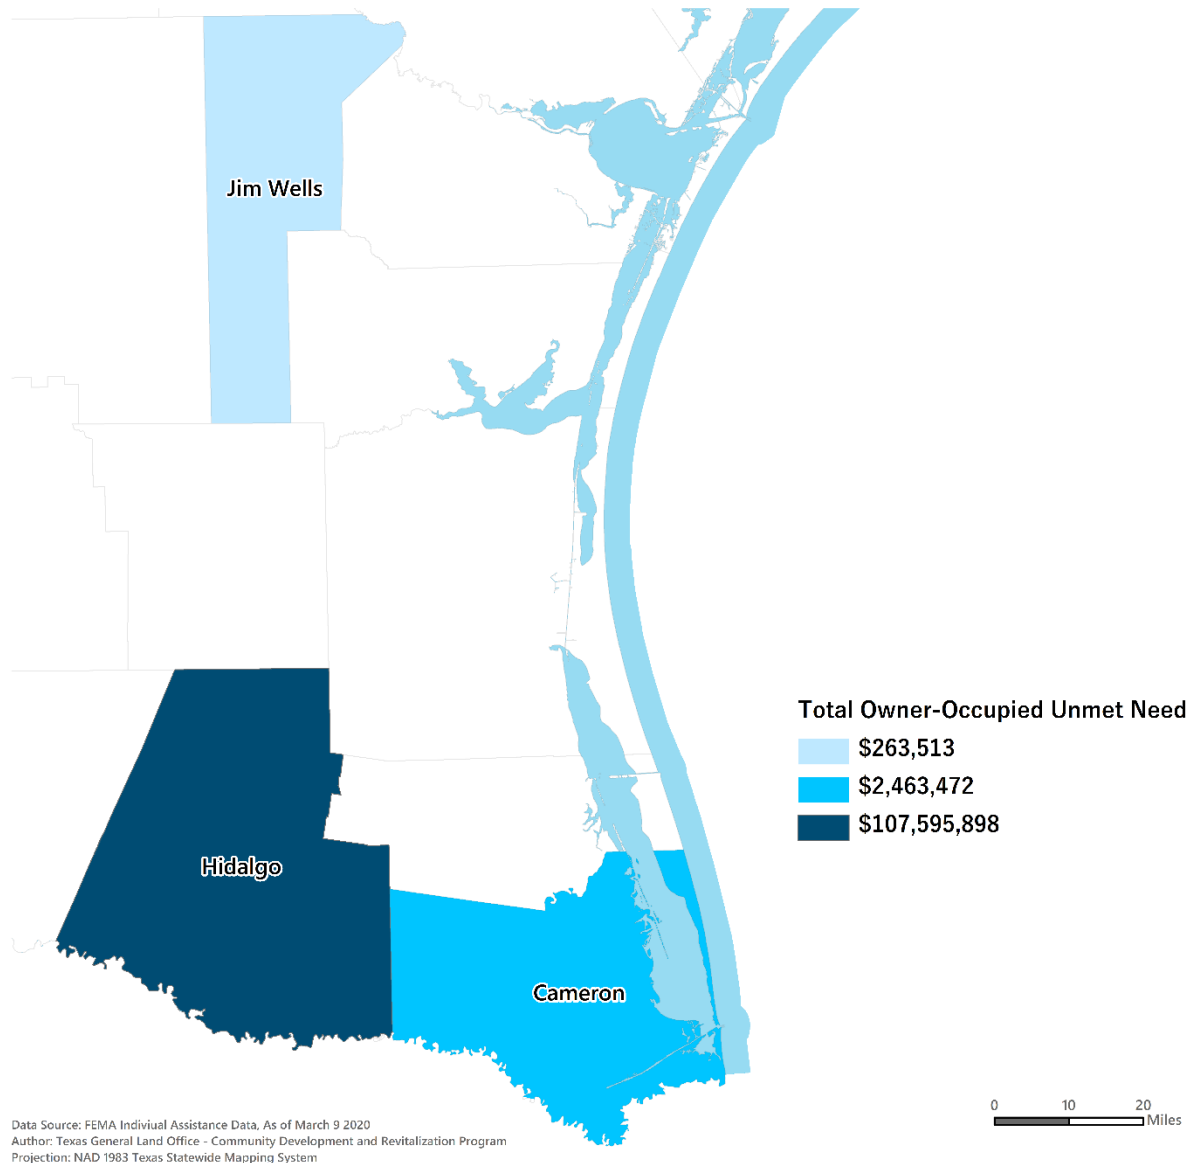 Jim Wells
Total Owner-Occupied Unmet Need
$263,513
$2,463,472
$107,595,898
Hidalgo
Cameron
0 10 20
Miles
Data Source: FEMA Indiviual Assistance Data, As of March 9 2020
Author: Texas General Land Office - Community Development and Revitalization Program
Projection: NAD 1983 Texas Statewide Mapping System